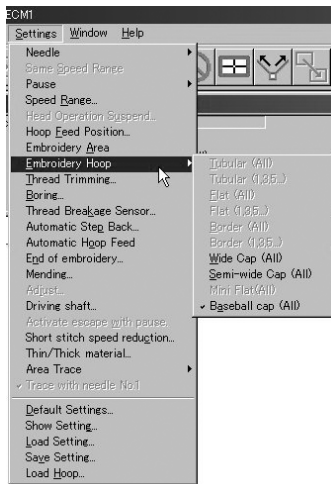 ECM1
Settings Window Help
Needle
Same Speed Range
Pause
Speed Range...
Head Operation Suspend...
Hoop Feed Position...
Embroidery Area
Embroidery Hoop
Thread Trimming...
Boring...
Thread Breakage Sensor...
Automatic Step Back...
Automatic Hoop Feed
End of embroidery...
Mending...
Adjust...
Driving shaft...
Activate escape with pause.
Short stitch speed reduction...
Thin/Thick material...
Area Trace
Trace with needle No.1
Default Settings...
Show Setting...
Load Setting...
Save Setting...
Load Hoop...
Tubular (All)
Tubular (1,3,5..)
Flat (All)
Flat (1,3,5..)
Border (All)
Border (1,3,5..)
Wide Cap (All)
Semi-wide Cap (All)
Mini Flat(All)
Baseball cap (All)